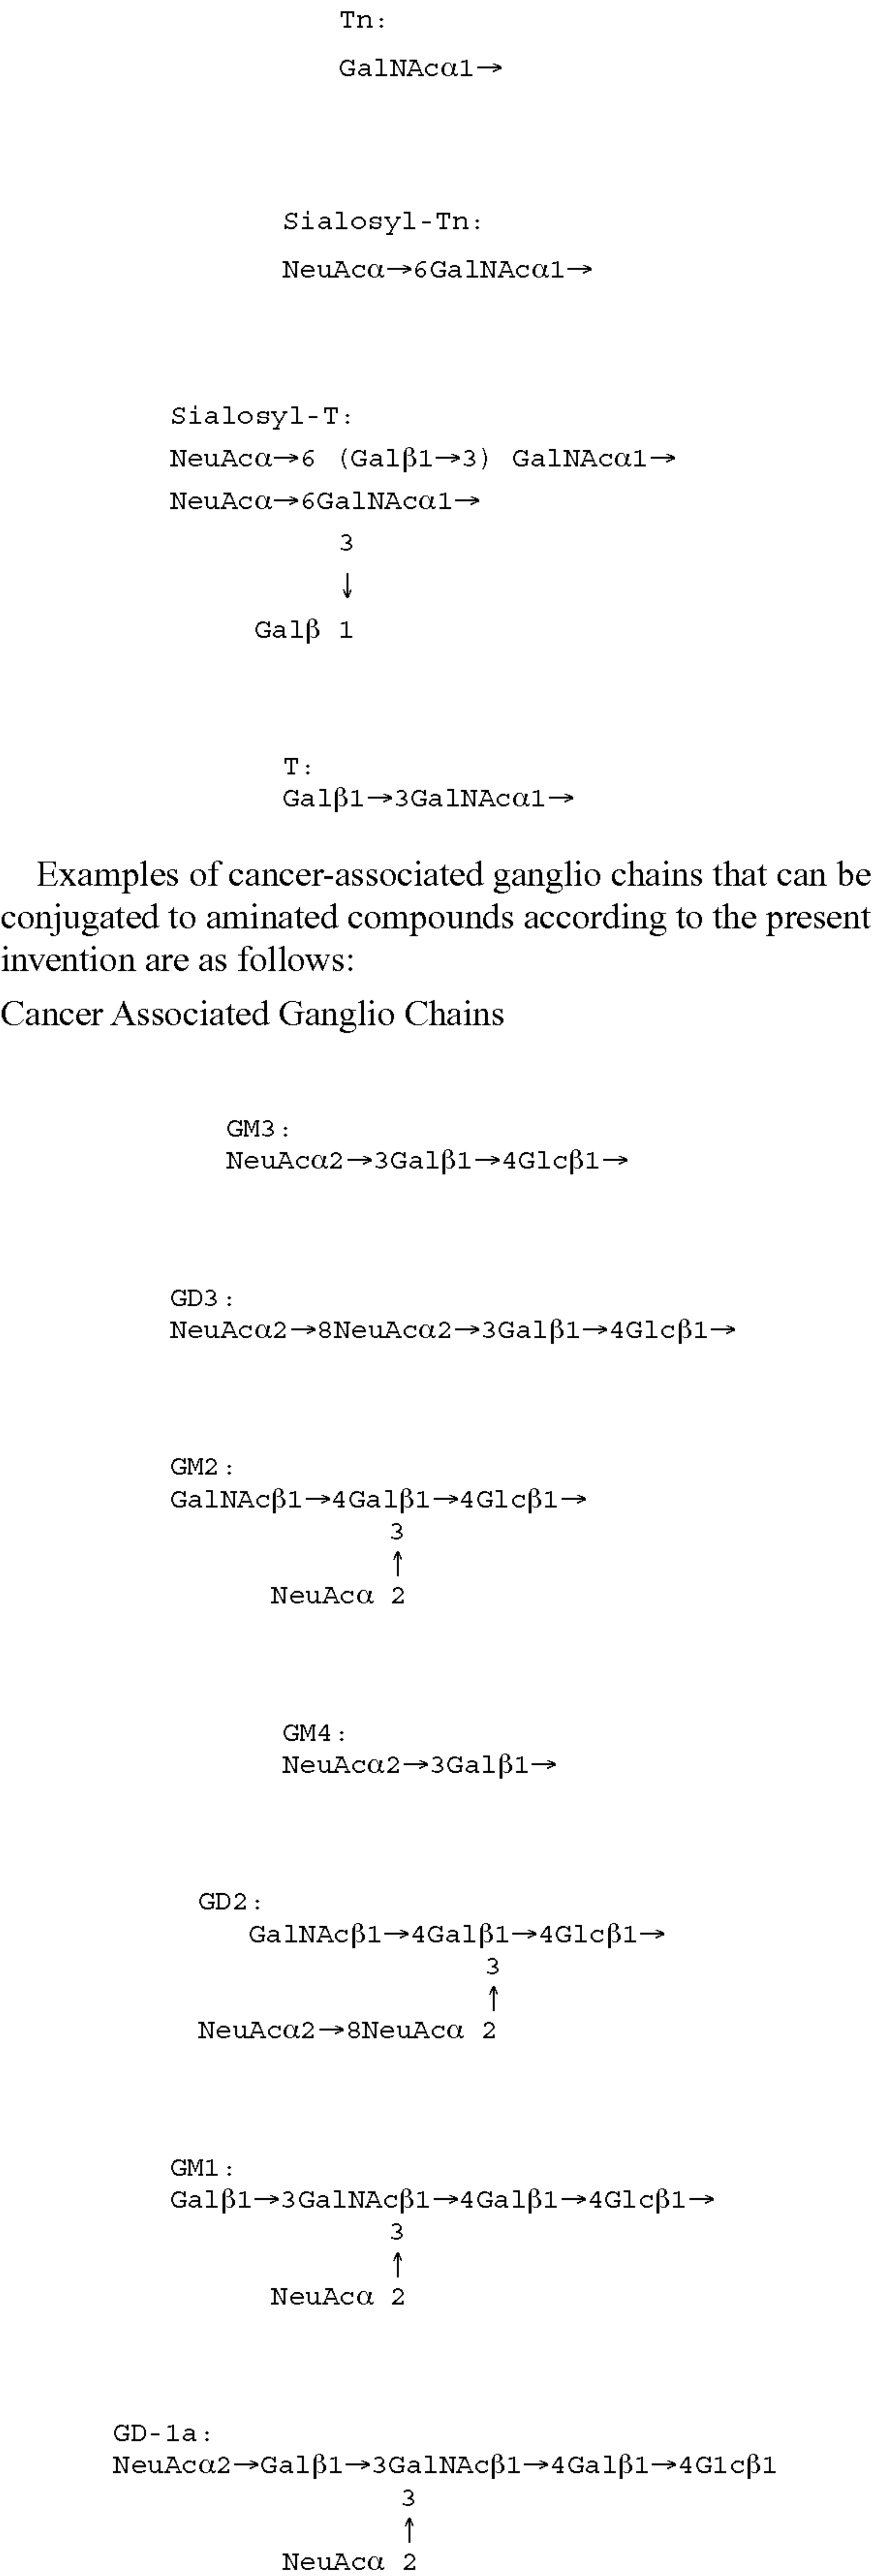 Tn:
GalNAcα1→
Sialosyl-Tn:
NeuAcα→6GalNAcα1→
Sialosyl-T:
NeuAcα→6 (Galβ1→3) GalNAcα1→
NeuAcα→6GalNAcα1→
3
↓
Galβ 1
T:
Galβ1→3GalNAcα1→
Examples of cancer-associated ganglio chains that can be
conjugated to aminated compounds according to the present
invention are as follows:
Cancer Associated Ganglio Chains
GM3:
NeuAcα2→3Galβ1→4Glcβ1→
GD3:
NeuAcα2→8NeuAcα2→3Galβ1→4Glcβ1→
GM2:
GalNAcβ1→4Galβ1→4Glcβ1→
3
↑
NeuAcα 2
GM4:
NeuAcα2→3Galβ1→
GD2:
GalNAcβ1→4Galβ1→4Glcβ1→
3
↑
NeuAcα2→8NeuAcα 2
GM1:
Galβ1→3GalNAcβ1→4Galβ1→4Glcβ1→
3
↑
NeuAcα 2
GD-1a:
NeuAcα2→Galβ1→3GalNAcβ1→4Galβ1→4G1cβ1
3
↑
NeuAcα 2